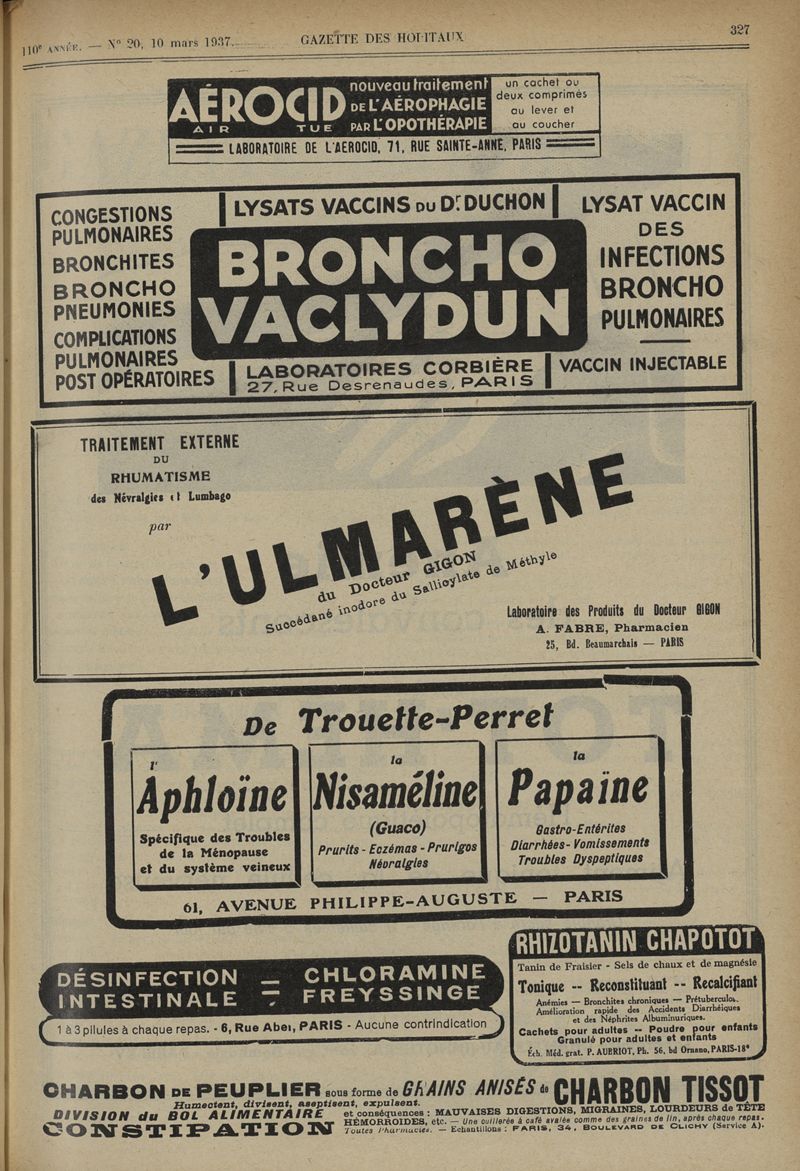 110e ANNÉE. — N° 20, 10 mars 1937.
GAZETTE DES HOPITAUX
327
AÉROCID
AIR TUE
nouveau traitement
DE L'AÉROPHAGIE
PAR L'OPOTHÉRAPIE
un cachet ou
deux comprimés
au lever et
au coucher
LABORATOIRE DE L'AEROCID, 71, RUE SAINTE-ANNE, PARIS
CONGESTIONS
PULMONAIRES
BRONCHITES
BRONCHO
PNEUMONIES
COMPLICATIONS
PULMONAIRES
POST OPÉRATOIRES
LYSATS VACCINS DU Dr. DUCHON
BRONCHO
VACLYDUN
LABORATOIRES CORBIÈRE
27, Rue Desrenaudes, PARIS
LYSAT VACCIN
DES
INFECTIONS
BRONCHO
PULMONAIRES
VACCIN INJECTABLE
TRAITEMENT EXTERNE
DU
RHUMATISME
des Névralgies et Lumbago
par
L'ULMARÈNE
du Docteur GIGON
Succédané inodore du Salicylate de Méthyle
Laboratoire des Produits du Docteur GIGON
A. FABRE, Pharmacien
25, Bd. Beaumarchais — PARIS
De Trouette-Perret
l'
Aphloïne
Spécifique des Troubles
de la Ménopause
et du système veineux
la
Nisaméline
(Guaco)
Prurits - Eczémas - Prurigos
Névralgies
la
Papaïne
Gastro-Entérites
Diarrhées - Vomissements
Troubles Dyspeptiques
61, AVENUE PHILIPPE-AUGUSTE — PARIS
DÉSINFECTION = CHLORAMINE
INTESTINALE = FREYSSINGE
1 à 3 pilules à chaque repas. - 6, Rue Abel, PARIS - Aucune contrindication
RHIZOTANIN CHAPOTOT
Tanin de Fraisier - Sels de chaux et de magnésie
Tonique -- Reconstituant -- Recalcifiant
Anémies — Bronchites chroniques — Prétuberculose.
Amélioration rapide des Accidents Diarrhéiques
et des Néphrites Albuminuriques.
Cachets pour adultes — Poudre pour enfants
Granulé pour adultes et enfants
Éch. Méd. grat. P. AUBRIOT, Ph. 56, bd Ornano, PARIS-18e
CHARBON DE PEUPLIER sous forme de GRAINS ANISÉS de CHARBON TISSOT
Humectent, divisent, aseptisent, expulsent.
DIVISION du BOL ALIMENTAIRE et conséquences : MAUVAISES DIGESTIONS, MIGRAINES, LOURDEURS de TÊTE
HÉMORROIDES, etc. — Une cuillerée à café avalée comme des graines de lin, après chaque repas.
CONSTIPATION Toutes Pharmacies. — Echantillons : PARIS, 34, BOULEVARD DE CLICHY (Service A).